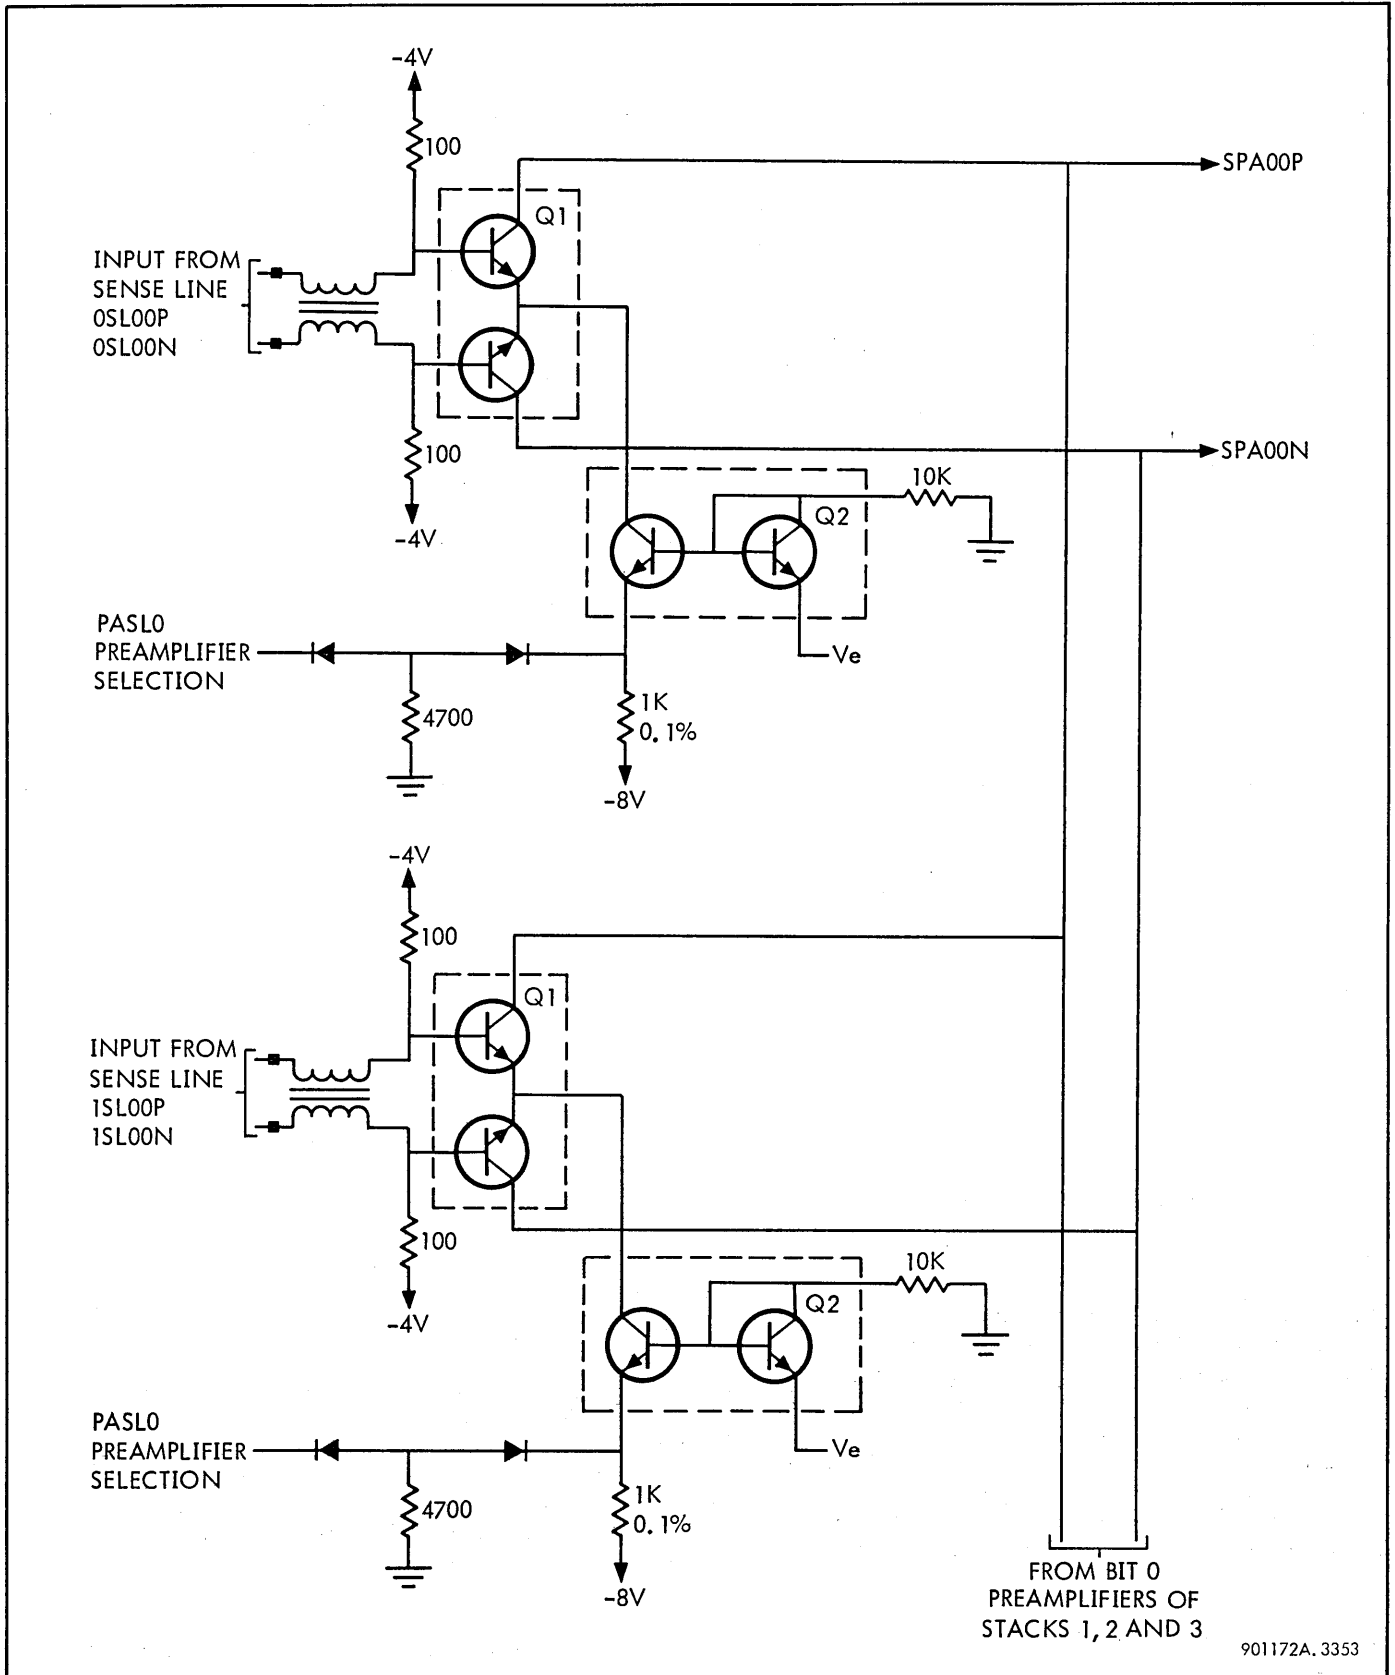 -4V
100
SPA00P
Q1
INPUT FROM
SENSE LINE
0SL00P
0SL00N
100
SPA00N
-4V
10K
Q2
PASL0
PREAMPLIFIER
SELECTION
Ve
4700
1K
0.1%
-8V
-4V
100
Q1
INPUT FROM
SENSE LINE
1SL00P
1SL00N
100
-4V
10K
Q2
PASL0
PREAMPLIFIER
SELECTION
Ve
4700
1K
0.1%
-8V
FROM BIT 0
PREAMPLIFIERS OF
STACKS 1, 2 AND 3
901172A.3353